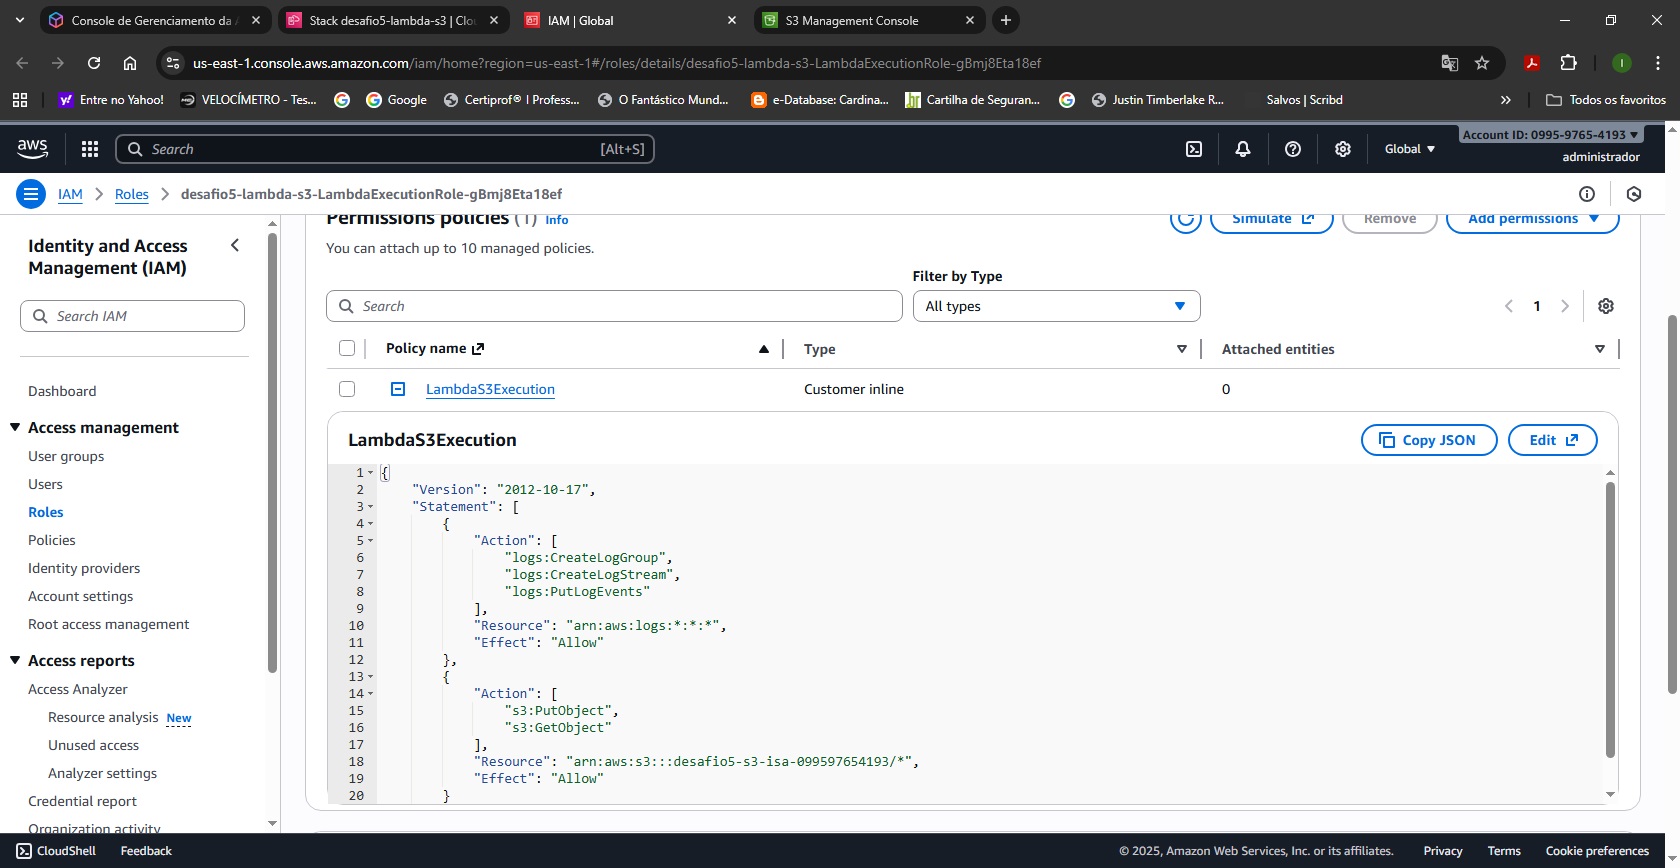 Console de Gerenciamento da A
Stack desafio5-lambda-s3 | Clou
IAM | Global
S3 Management Console
us-east-1.console.aws.amazon.com/iam/home?region=us-east-1#/roles/details/desafio5-lambda-s3-LambdaExecutionRole-gBmj8Eta18ef
Entre no Yahoo!
VELOCÍMETRO - Tes...
Google
Certiprof® | Profess...
O Fantástico Mund...
e-Database: Cardina...
Cartilha de Seguran...
Justin Timberlake R...
Salvos | Scribd
Todos os favoritos
aws
Search
[Alt+S]
Global
Account ID: 0995-9765-4193
administrador
IAM
Roles
desafio5-lambda-s3-LambdaExecutionRole-gBmj8Eta18ef
Identity and Access
Management (IAM)
Search IAM
Dashboard
Access management
User groups
Users
Roles
Policies
Identity providers
Account settings
Root access management
Access reports
Access Analyzer
Resource analysis New
Unused access
Analyzer settings
Credential report
Organization activity
Permissions policies (1) Info
Simulate
Remove
Add permissions
You can attach up to 10 managed policies.
Filter by Type
Search
All types
1
Policy name
Type
Attached entities
LambdaS3Execution
Customer inline
0
LambdaS3Execution
Copy JSON
Edit
1 {
2 "Version": "2012-10-17",
3 "Statement": [
4 {
5 "Action": [
6 "logs:CreateLogGroup",
7 "logs:CreateLogStream",
8 "logs:PutLogEvents"
9 ],
10 "Resource": "arn:aws:logs:*:*:*",
11 "Effect": "Allow"
12 },
13 {
14 "Action": [
15 "s3:PutObject",
16 "s3:GetObject"
17 ],
18 "Resource": "arn:aws:s3:::desafio5-s3-isa-099597654193/*",
19 "Effect": "Allow"
20 }
CloudShell
Feedback
© 2025, Amazon Web Services, Inc. or its affiliates.
Privacy
Terms
Cookie preferences